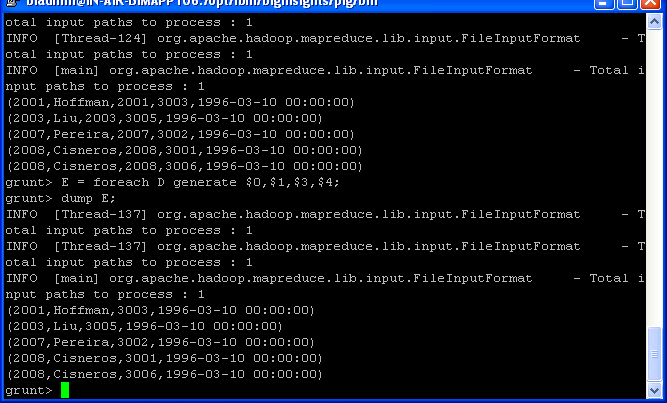 biadmin@IN-AIR-BIMAPP106:/opt/ibm/biginsights/pig/bin
otal input paths to process : 1
INFO  [Thread-124] org.apache.hadoop.mapreduce.lib.input.FileInputFormat     - T
otal input paths to process : 1
INFO  [main] org.apache.hadoop.mapreduce.lib.input.FileInputFormat     - Total i
nput paths to process : 1
(2001,Hoffman,2001,3003,1996-03-10 00:00:00)
(2003,Liu,2003,3005,1996-03-10 00:00:00)
(2007,Pereira,2007,3002,1996-03-10 00:00:00)
(2008,Cisneros,2008,3001,1996-03-10 00:00:00)
(2008,Cisneros,2008,3006,1996-03-10 00:00:00)
grunt> E = foreach D generate $0,$1,$3,$4;
grunt> dump E;
INFO  [Thread-137] org.apache.hadoop.mapreduce.lib.input.FileInputFormat     - T
otal input paths to process : 1
INFO  [Thread-137] org.apache.hadoop.mapreduce.lib.input.FileInputFormat     - T
otal input paths to process : 1
INFO  [main] org.apache.hadoop.mapreduce.lib.input.FileInputFormat     - Total i
nput paths to process : 1
(2001,Hoffman,3003,1996-03-10 00:00:00)
(2003,Liu,3005,1996-03-10 00:00:00)
(2007,Pereira,3002,1996-03-10 00:00:00)
(2008,Cisneros,3001,1996-03-10 00:00:00)
(2008,Cisneros,3006,1996-03-10 00:00:00)
grunt>